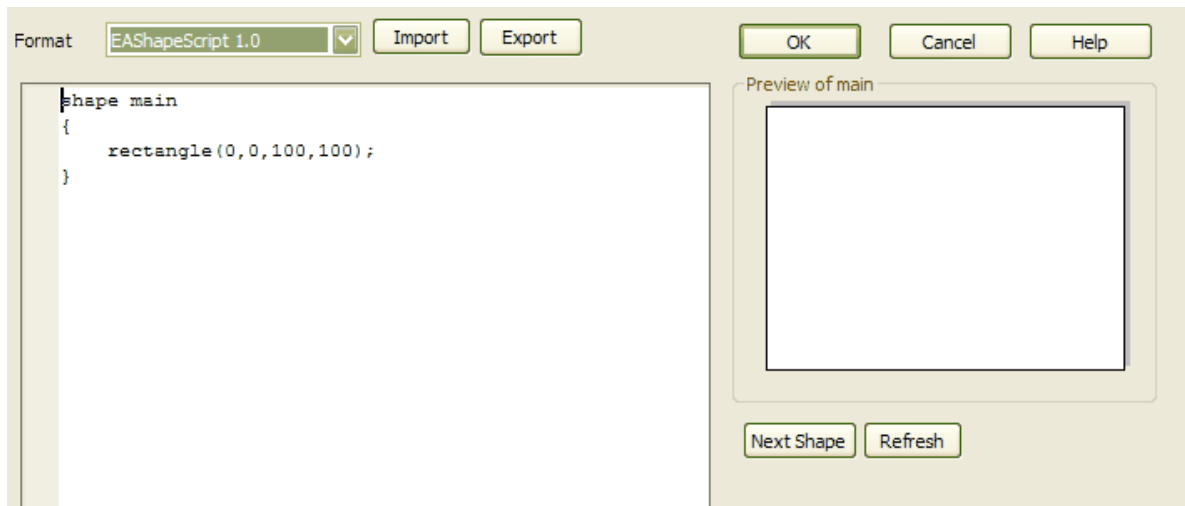 Format EAShapeScript 1.0 Import Export OK Cancel Help
shape main
{
rectangle(0,0,100,100);
}
Preview of main
Next Shape Refresh